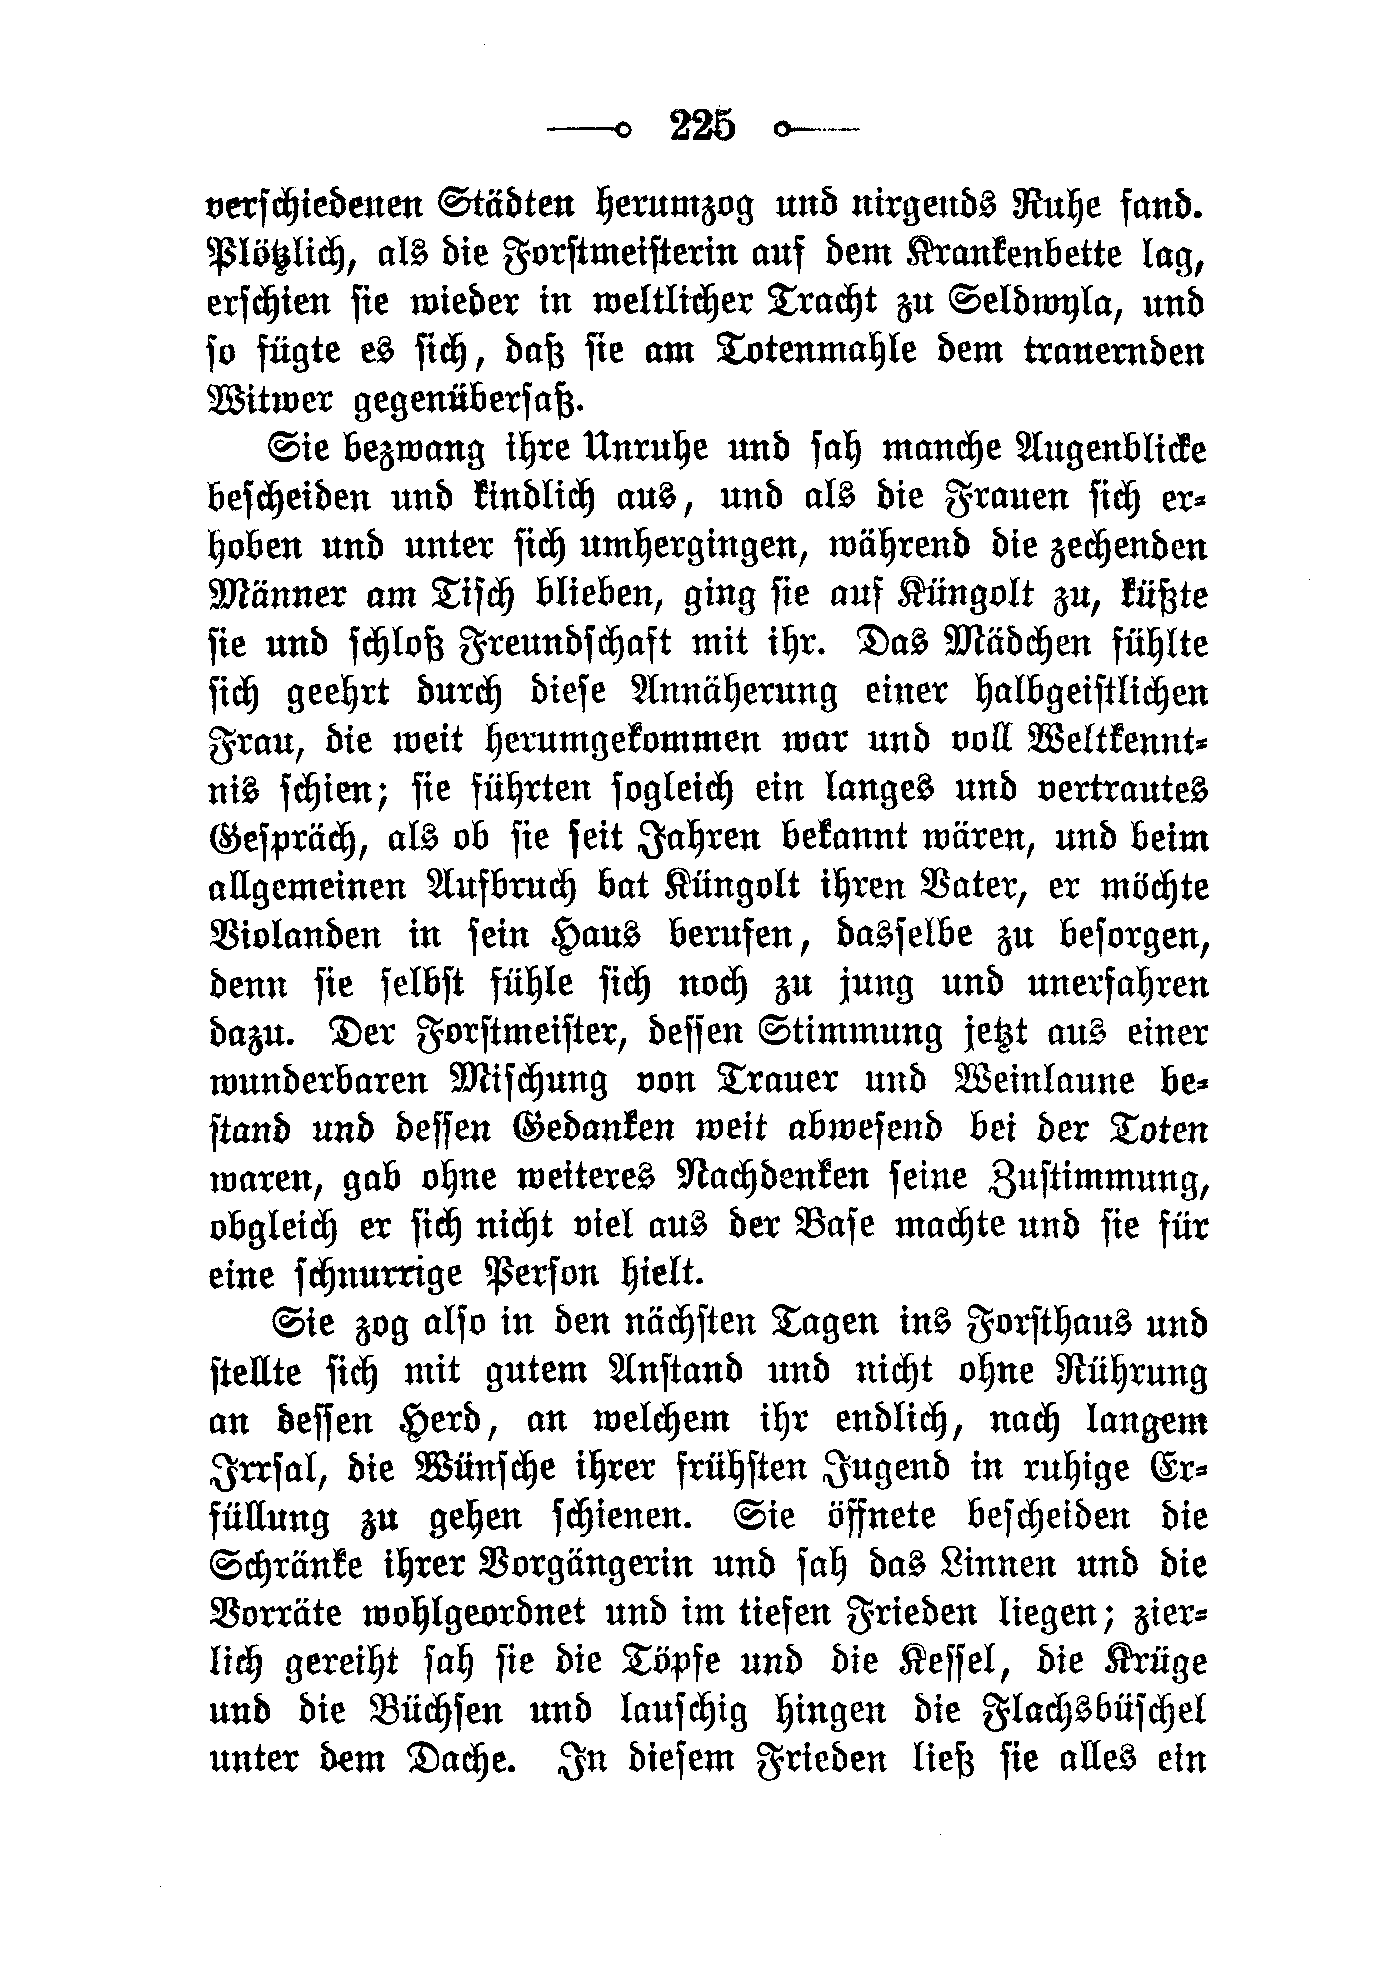 225
verschiedenen Städten herumzog und nirgends Ruhe fand.
Plötzlich, als die Forstmeisterin auf dem Krankenbette lag,
erschien sie wieder in weltlicher Tracht zu Seldwyla, und
so fügte es sich, daß sie am Totenmahle dem trauernden
Witwer gegenübersaß.
Sie bezwang ihre Unruhe und sah manche Augenblicke
bescheiden und kindlich aus, und als die Frauen sich er-
hoben und unter sich umhergingen, während die zechenden
Männer am Tisch blieben, ging sie auf Küngolt zu, küßte
sie und schloß Freundschaft mit ihr. Das Mädchen fühlte
sich geehrt durch diese Annäherung einer halbgeistlichen
Frau, die weit herumgekommen war und voll Weltkennt-
nis schien; sie führten sogleich ein langes und vertrautes
Gespräch, als ob sie seit Jahren bekannt wären, und beim
allgemeinen Aufbruch bat Küngolt ihren Vater, er möchte
Violanden in sein Haus berufen, dasselbe zu besorgen,
denn sie selbst fühle sich noch zu jung und unerfahren
dazu. Der Forstmeister, dessen Stimmung jetzt aus einer
wunderbaren Mischung von Trauer und Weinlaune be-
stand und dessen Gedanken weit abwesend bei der Toten
waren, gab ohne weiteres Nachdenken seine Zustimmung,
obgleich er sich nicht viel aus der Base machte und sie für
eine schnurrige Person hielt.
Sie zog also in den nächsten Tagen ins Forsthaus und
stellte sich mit gutem Anstand und nicht ohne Rührung
an dessen Herd, an welchem ihr endlich, nach langem
Irrsal, die Wünsche ihrer frühsten Jugend in ruhige Er-
füllung zu gehen schienen. Sie öffnete bescheiden die
Schränke ihrer Vorgängerin und sah das Linnen und die
Vorräte wohlgeordnet und im tiefen Frieden liegen; zier-
lich gereiht sah sie die Töpfe und die Kessel, die Krüge
und die Büchsen und lauschig hingen die Flachsbüschel
unter dem Dache. In diesem Frieden ließ sie alles ein